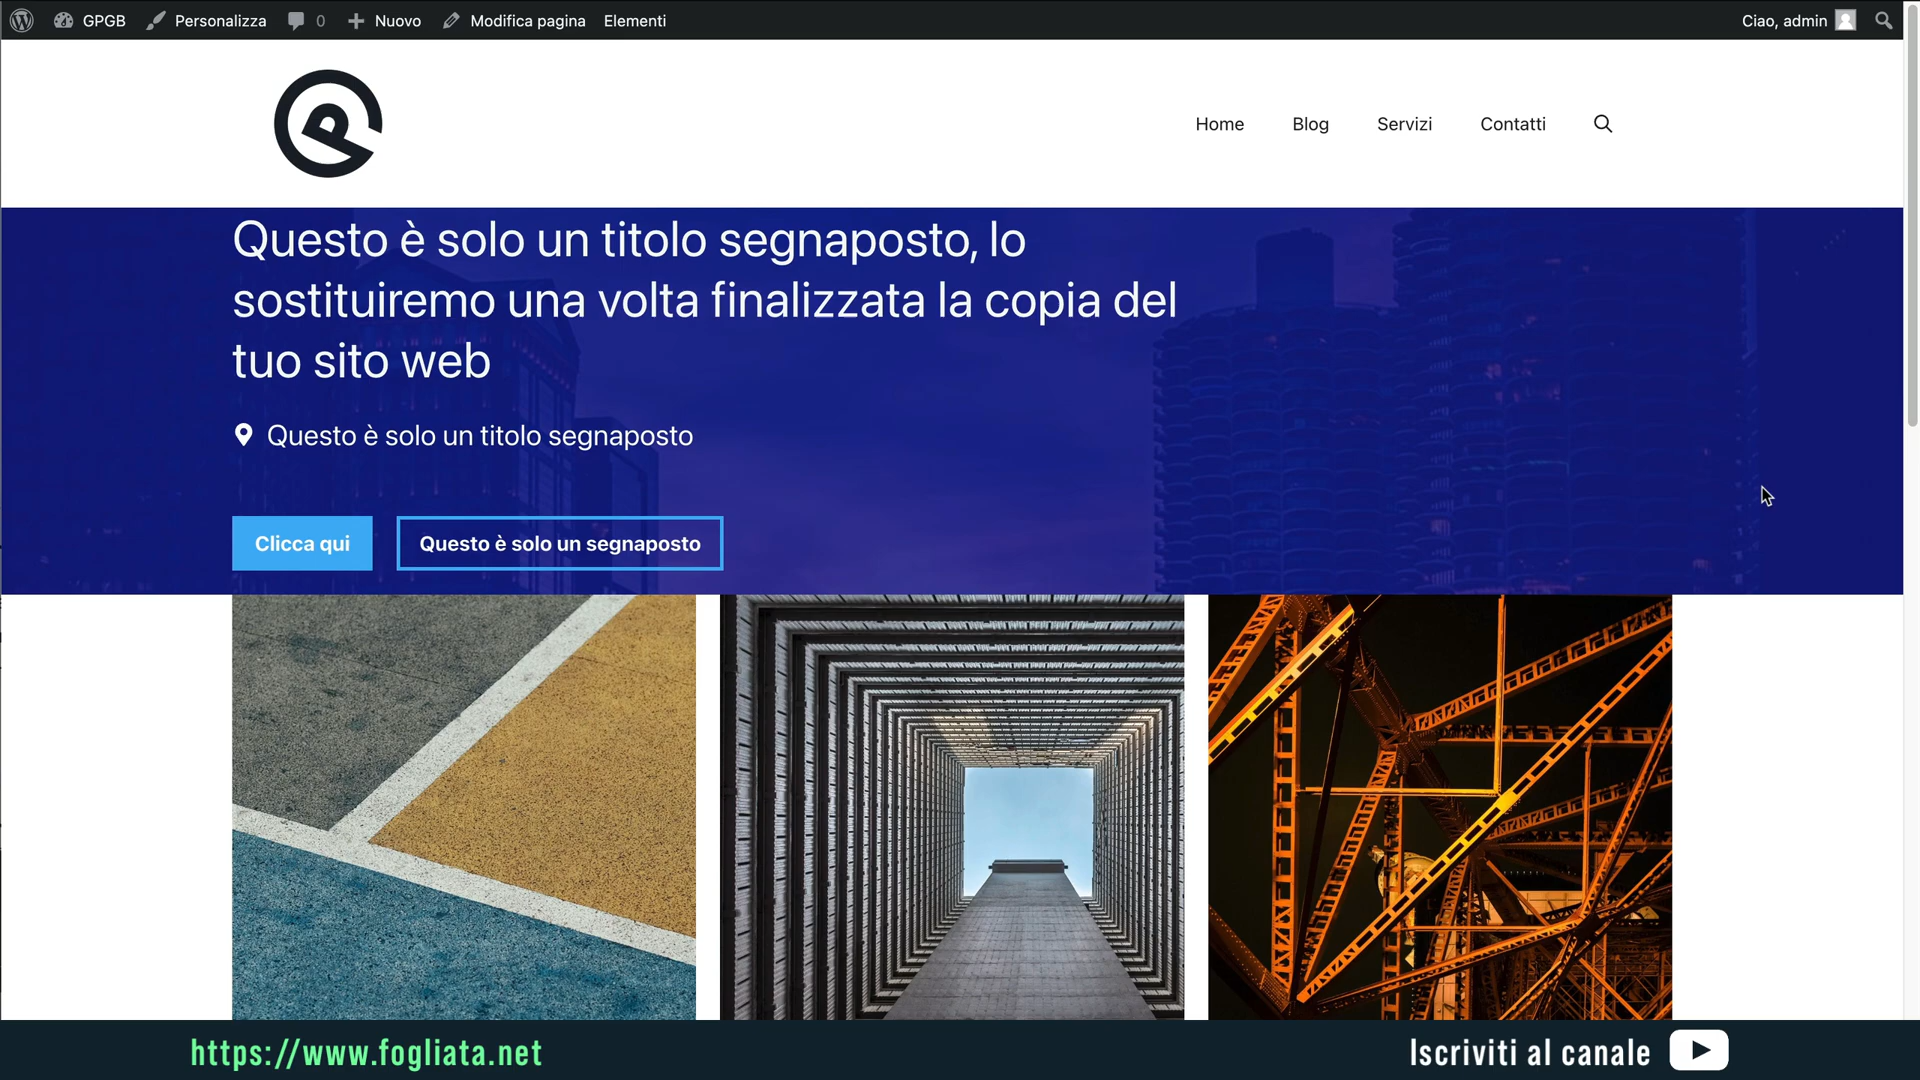 GPGB Personalizza 0 Nuovo Modifica pagina Elementi Ciao, admin
Home Blog Servizi Contatti
Questo è solo un titolo segnaposto, lo
sostituiremo una volta finalizzata la copia del
tuo sito web
Questo è solo un titolo segnaposto
Clicca qui Questo è solo un segnaposto
https://www.fogliata.net Iscriviti al canale